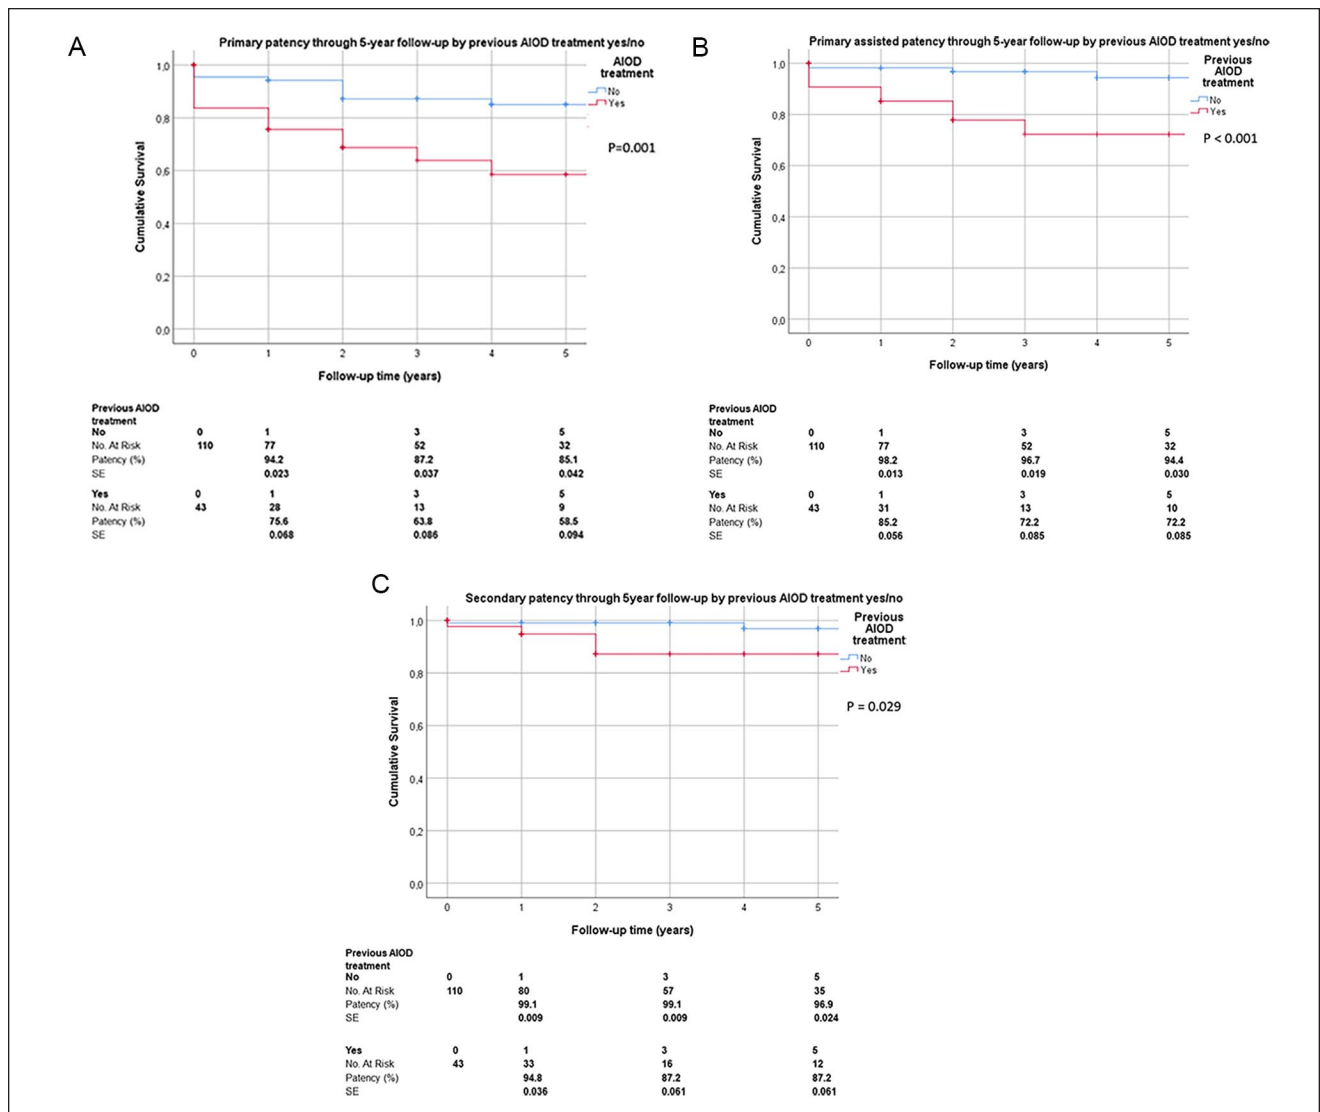 A
Primary patency through 5-year follow-up by previous AIOD treatment yes/no
AIOD
treatment
No
Yes
P=0.001
1,0
0,8
0,6
0,4
0,2
0,0
Cumulative Survival
0 1 2 3 4 5
Follow-up time (years)
Previous AIOD
treatment
No 0 1 3 5
No. At Risk 110 77 52 32
Patency (%) 94.2 87.2 85.1
SE 0.023 0.037 0.042
Yes 0 1 3 5
No. At Risk 43 28 13 9
Patency (%) 75.6 63.8 58.5
SE 0.068 0.086 0.094
B
Primary assisted patency through 5-year follow-up by previous AIOD treatment yes/no
Previous
AIOD
treatment
No
Yes
P < 0.001
1,0
0,8
0,6
0,4
0,2
0,0
Cumulative Survival
0 1 2 3 4 5
Follow-up time (years)
Previous AIOD
treatment
No 0 1 3 5
No. At Risk 110 77 52 32
Patency (%) 98.2 96.7 94.4
SE 0.013 0.019 0.030
Yes 0 1 3 5
No. At Risk 43 31 13 10
Patency (%) 85.2 72.2 72.2
SE 0.056 0.085 0.085
C
Secondary patency through 5year follow-up by previous AIOD treatment yes/no
Previous
AIOD
treatment
No
Yes
P = 0.029
1,0
0,8
0,6
0,4
0,2
0,0
Cumulative Survival
0 1 2 3 4 5
Follow-up time (years)
Previous AIOD
treatment
No 0 1 3 5
No. At Risk 110 80 57 35
Patency (%) 99.1 99.1 96.9
SE 0.009 0.009 0.024
Yes 0 1 3 5
No. At Risk 43 33 16 12
Patency (%) 94.8 87.2 87.2
SE 0.036 0.061 0.061